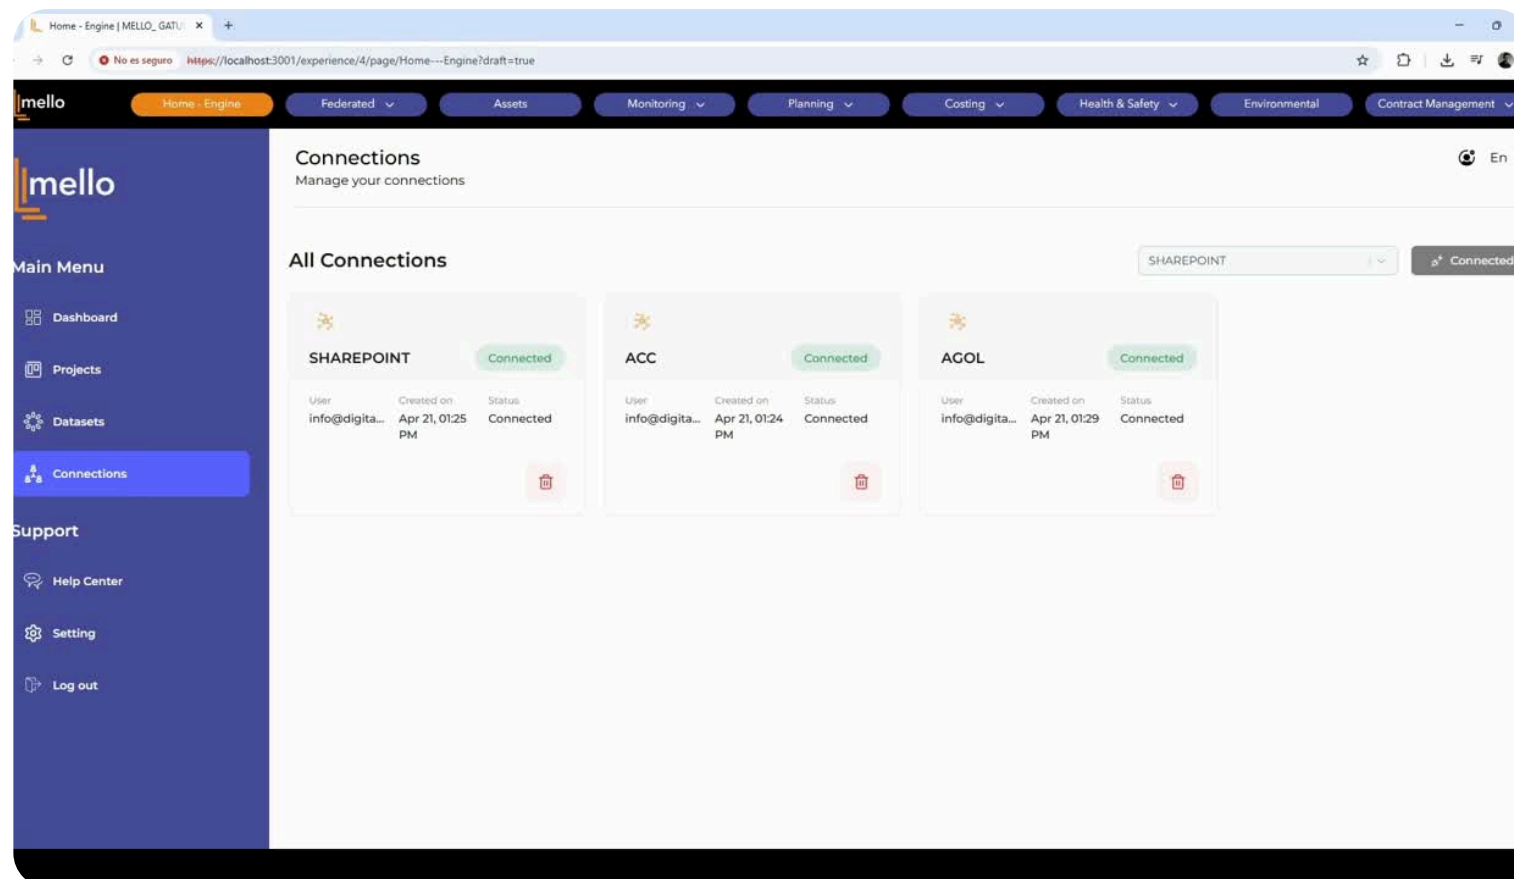 Home - Engine | MELLO_ GATU
No es seguro https://localhost:3001/experience/4/page/Home---Engine?draft=true
mello Home - Engine Federated Assets Monitoring Planning Costing Health & Safety Environmental Contract Management
mello
Main Menu
Dashboard
Projects
Datasets
Connections
Support
Help Center
Setting
Log out
Connections
Manage your connections
En
All Connections
SHAREPOINT
Connected
SHAREPOINT Connected
User Created on Status
info@digita... Apr 21, 01:25 PM Connected
ACC Connected
User Created on Status
info@digita... Apr 21, 01:24 PM Connected
AGOL Connected
User Created on Status
info@digita... Apr 21, 01:29 PM Connected